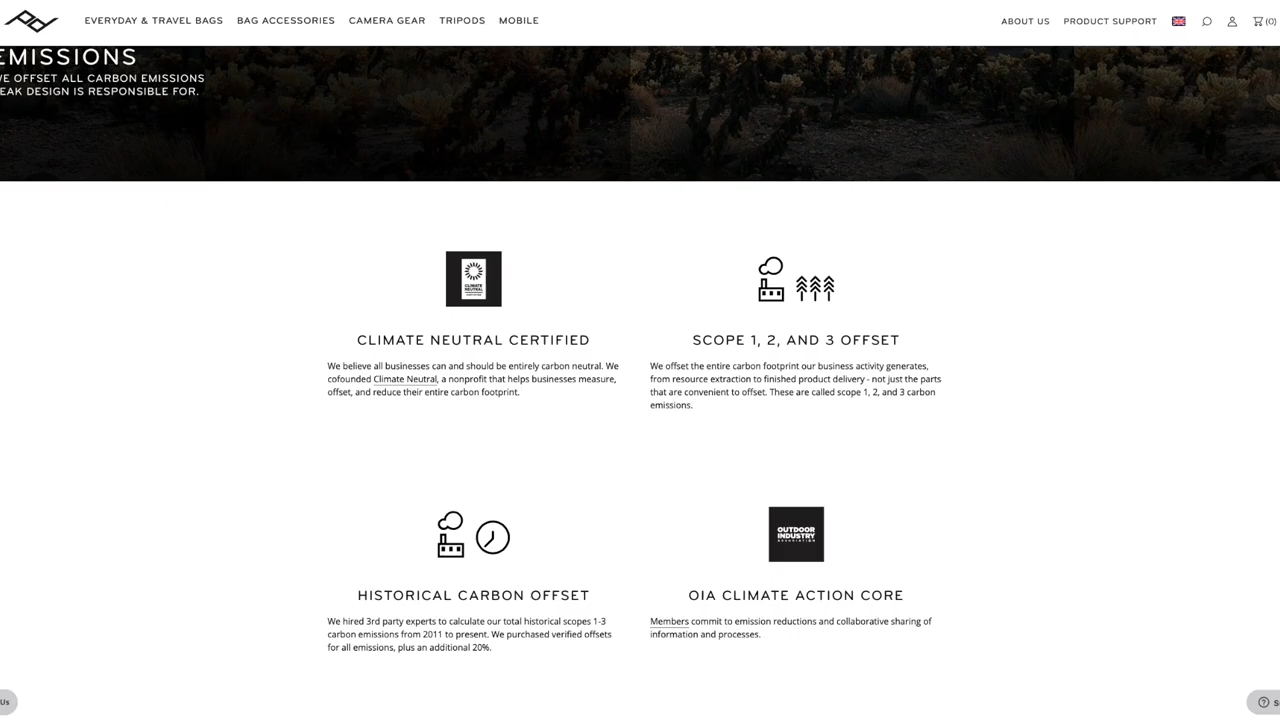 EVERYDAY & TRAVEL BAGS BAG ACCESSORIES CAMERA GEAR TRIPODS MOBILE ABOUT US PRODUCT SUPPORT (0)
EMISSIONS
WE OFFSET ALL CARBON EMISSIONS
PEAK DESIGN IS RESPONSIBLE FOR.
CLIMATE
NEUTRAL
CLIMATE NEUTRAL CERTIFIED
We believe all businesses can and should be entirely carbon neutral. We
cofounded Climate Neutral, a nonprofit that helps businesses measure,
offset, and reduce their entire carbon footprint.
SCOPE 1, 2, AND 3 OFFSET
We offset the entire carbon footprint our business activity generates,
from resource extraction to finished product delivery - not just the parts
that are convenient to offset. These are called scope 1, 2, and 3 carbon
emissions.
HISTORICAL CARBON OFFSET
We hired 3rd party experts to calculate our total historical scopes 1-3
carbon emissions from 2011 to present. We purchased verified offsets
for all emissions, plus an additional 20%.
OUTDOOR
INDUSTRY
ASSOCIATION
OIA CLIMATE ACTION CORE
Members commit to emission reductions and collaborative sharing of
information and processes.
Us
S